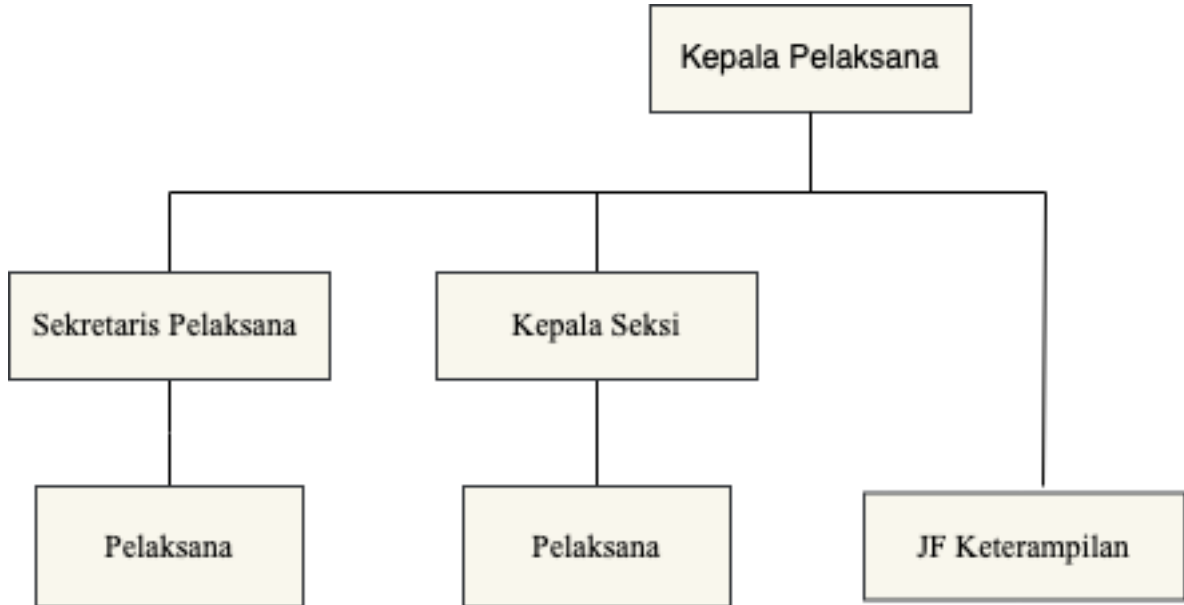 Kepala Pelaksana
Sekretaris Pelaksana
Kepala Seksi
Pelaksana
Pelaksana
JF Keterampilan